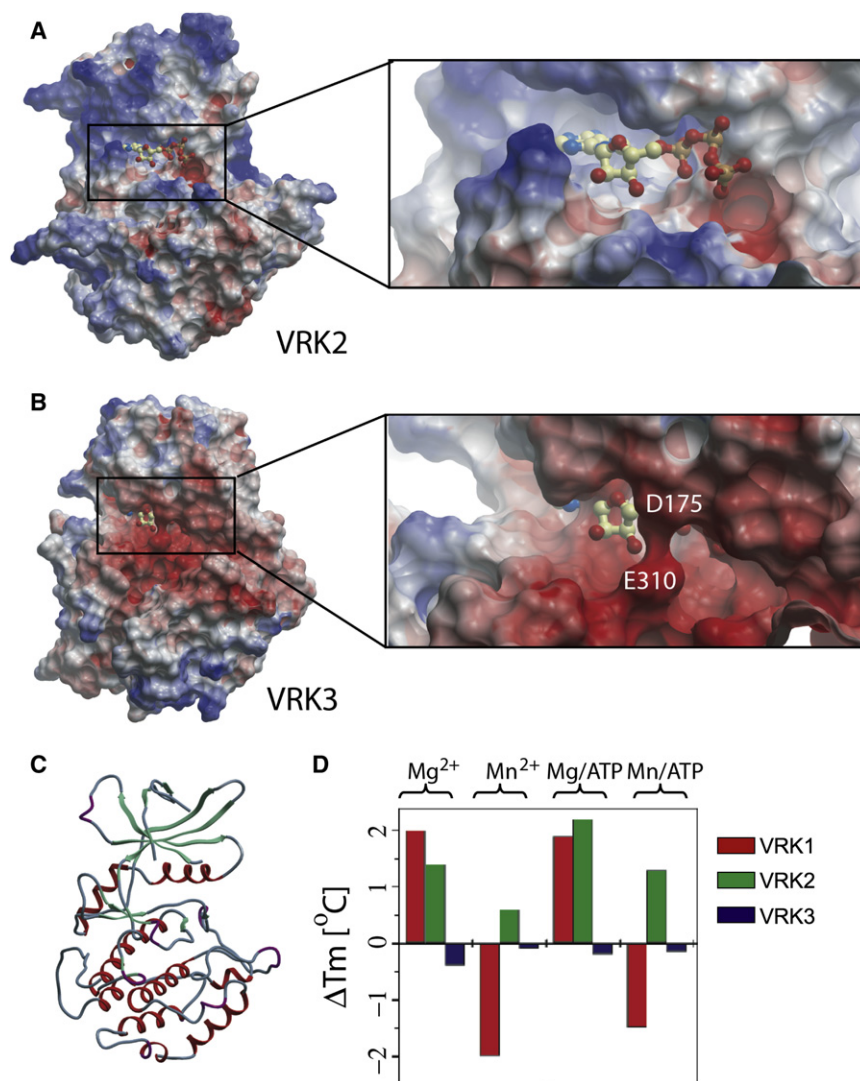 A
VRK2
B
D175
E310
VRK3
C
D
Mg²⁺ Mn²⁺ Mg/ATP Mn/ATP
ΔTm [⁰C]
2
1
0
−1
−2
VRK1
VRK2
VRK3